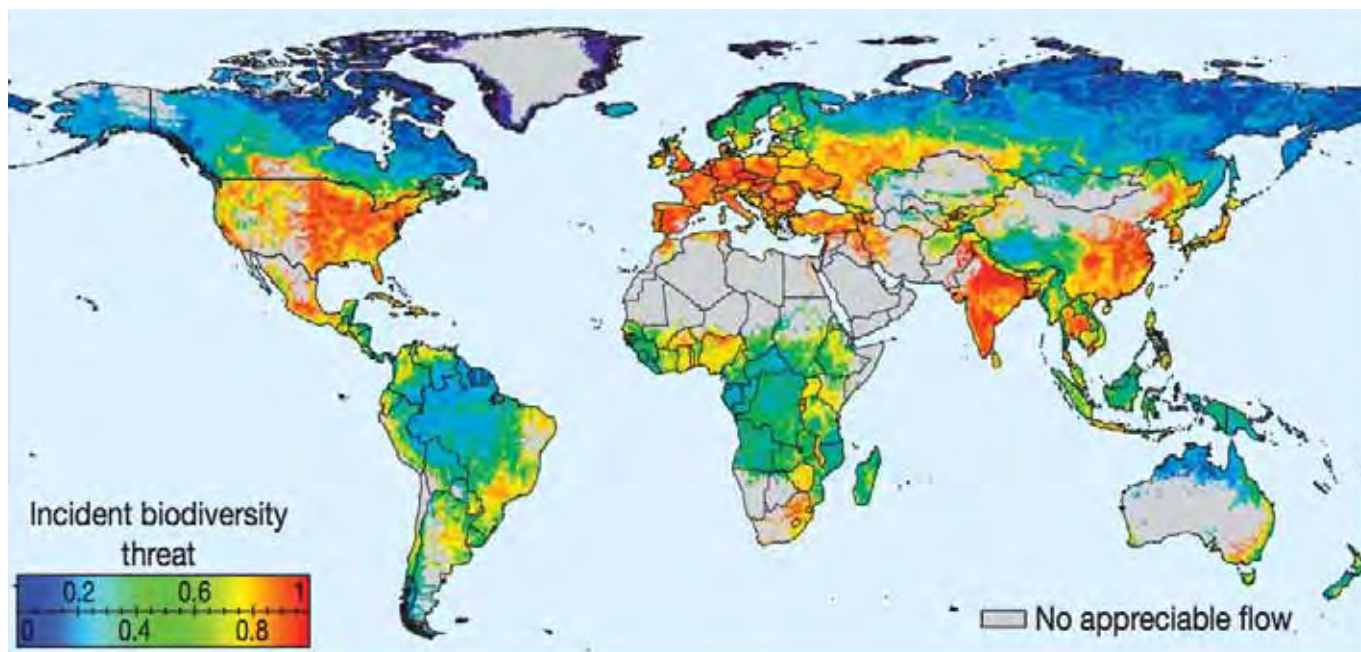 Incident biodiversity
threat
0.2 0.6 1
0 0.4 0.8
No appreciable flow